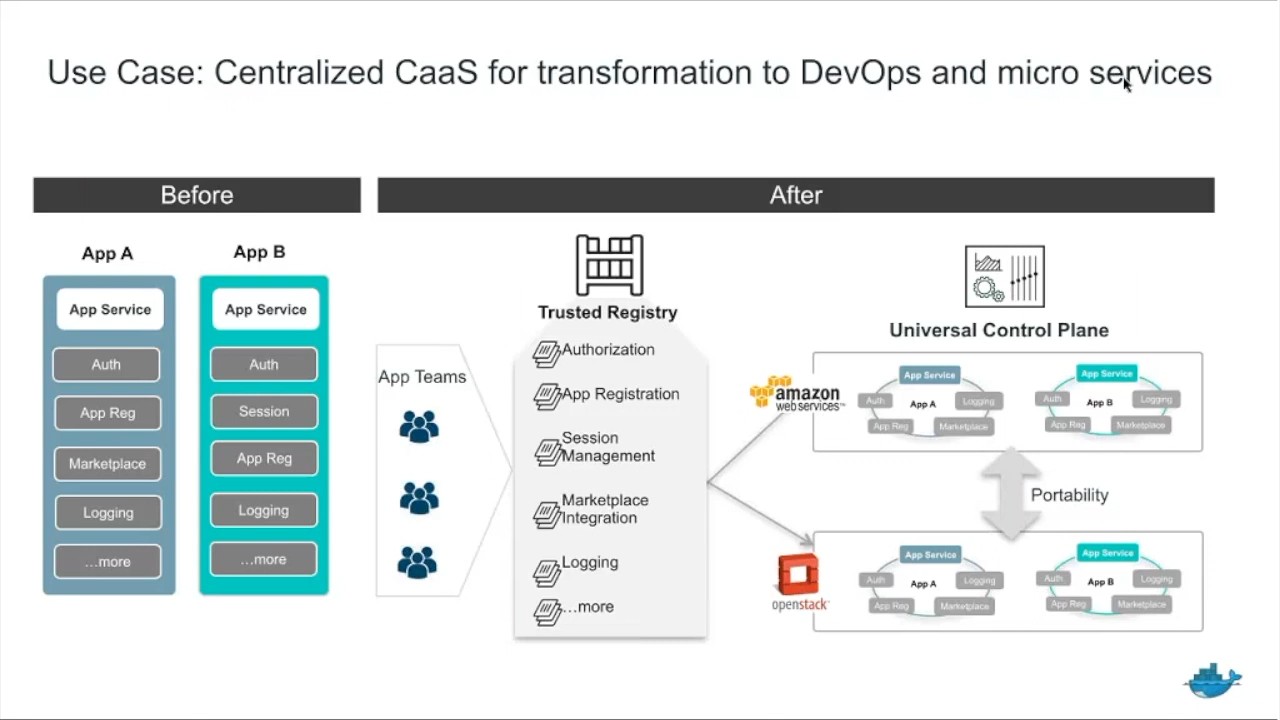 Use Case: Centralized CaaS for transformation to DevOps and micro services
Before
After
App A
App Service
Auth
App Reg
Marketplace
Logging
...more
App B
App Service
Auth
Session
App Reg
Logging
...more
App Teams
Trusted Registry
Authorization
App Registration
Session
Management
Marketplace
Integration
Logging
...more
amazon
web services™
openstack™
Universal Control Plane
App Service
Auth
Logging
App A
App Reg
Marketplace
App Service
Auth
Logging
App B
App Reg
Marketplace
Portability
App Service
Auth
Logging
App A
App Reg
Marketplace
App Service
Auth
Logging
App B
App Reg
Marketplace